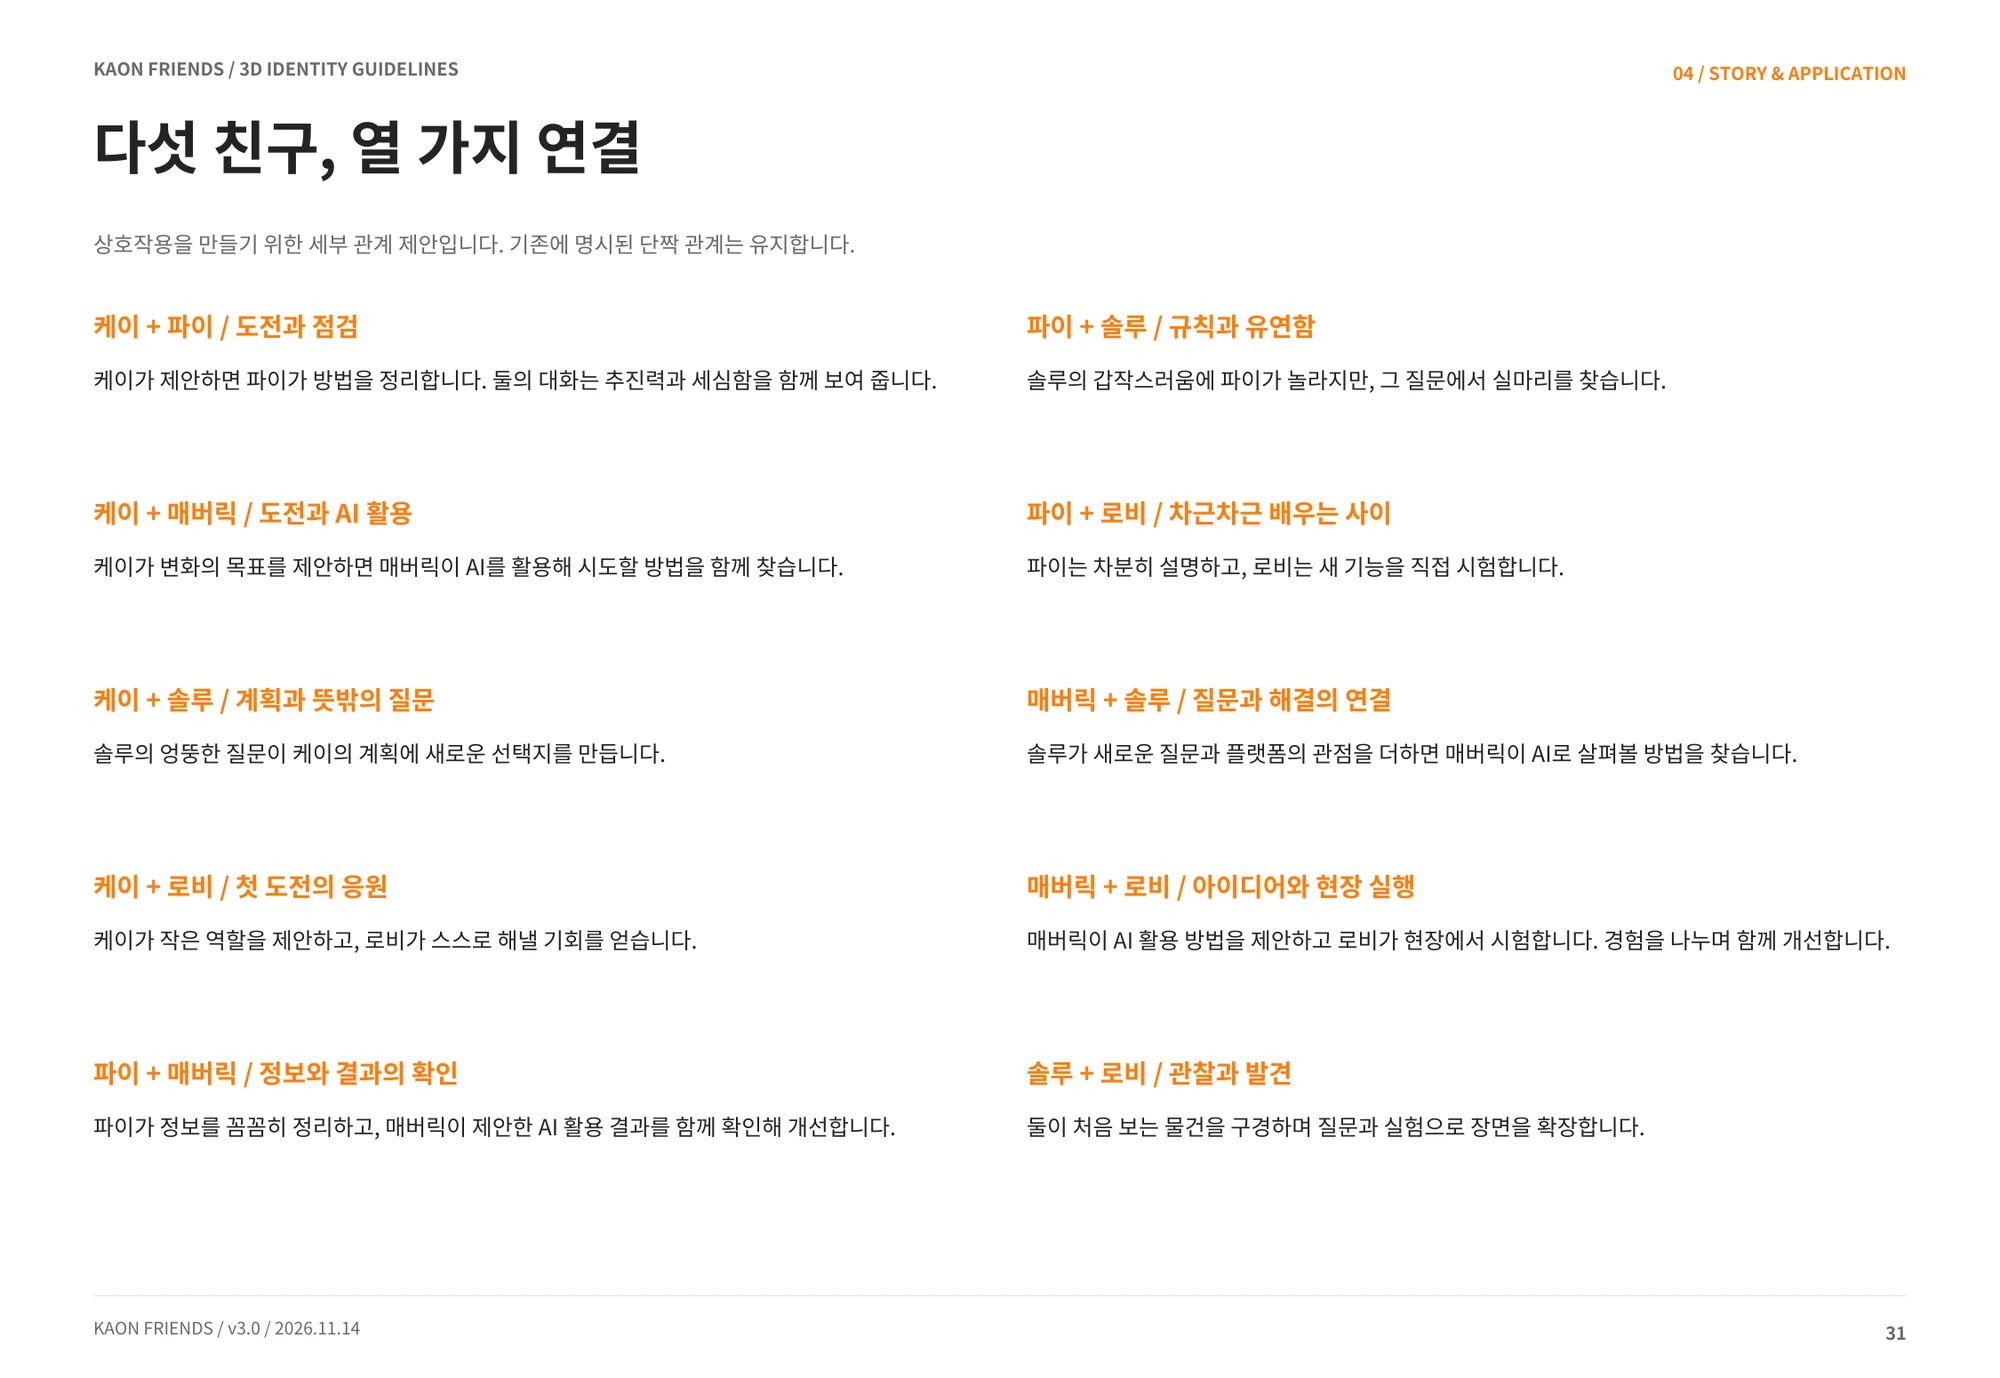 KAON FRIENDS / 3D IDENTITY GUIDELINES
04 / STORY & APPLICATION
다섯 친구, 열 가지 연결
상호작용을 만들기 위한 세부 관계 제안입니다. 기존에 명시된 단짝 관계는 유지합니다.
케이 + 파이 / 도전과 점검
케이가 제안하면 파이가 방법을 정리합니다. 둘의 대화는 추진력과 세심함을 함께 보여 줍니다.
케이 + 매버릭 / 도전과 AI 활용
케이가 변화의 목표를 제안하면 매버릭이 AI를 활용해 시도할 방법을 함께 찾습니다.
케이 + 솔루 / 계획과 뜻밖의 질문
솔루의 엉뚱한 질문이 케이의 계획에 새로운 선택지를 만듭니다.
케이 + 로비 / 첫 도전의 응원
케이가 작은 역할을 제안하고, 로비가 스스로 해낼 기회를 얻습니다.
파이 + 매버릭 / 정보와 결과의 확인
파이가 정보를 꼼꼼히 정리하고, 매버릭이 제안한 AI 활용 결과를 함께 확인해 개선합니다.
파이 + 솔루 / 규칙과 유연함
솔루의 갑작스러움에 파이가 놀라지만, 그 질문에서 실마리를 찾습니다.
파이 + 로비 / 차근차근 배우는 사이
파이는 차분히 설명하고, 로비는 새 기능을 직접 시험합니다.
매버릭 + 솔루 / 질문과 해결의 연결
솔루가 새로운 질문과 플랫폼의 관점을 더하면 매버릭이 AI로 살펴볼 방법을 찾습니다.
매버릭 + 로비 / 아이디어와 현장 실행
매버릭이 AI 활용 방법을 제안하고 로비가 현장에서 시험합니다. 경험을 나누며 함께 개선합니다.
솔루 + 로비 / 관찰과 발견
둘이 처음 보는 물건을 구경하며 질문과 실험으로 장면을 확장합니다.
KAON FRIENDS / v3.0 / 2026.11.14
31